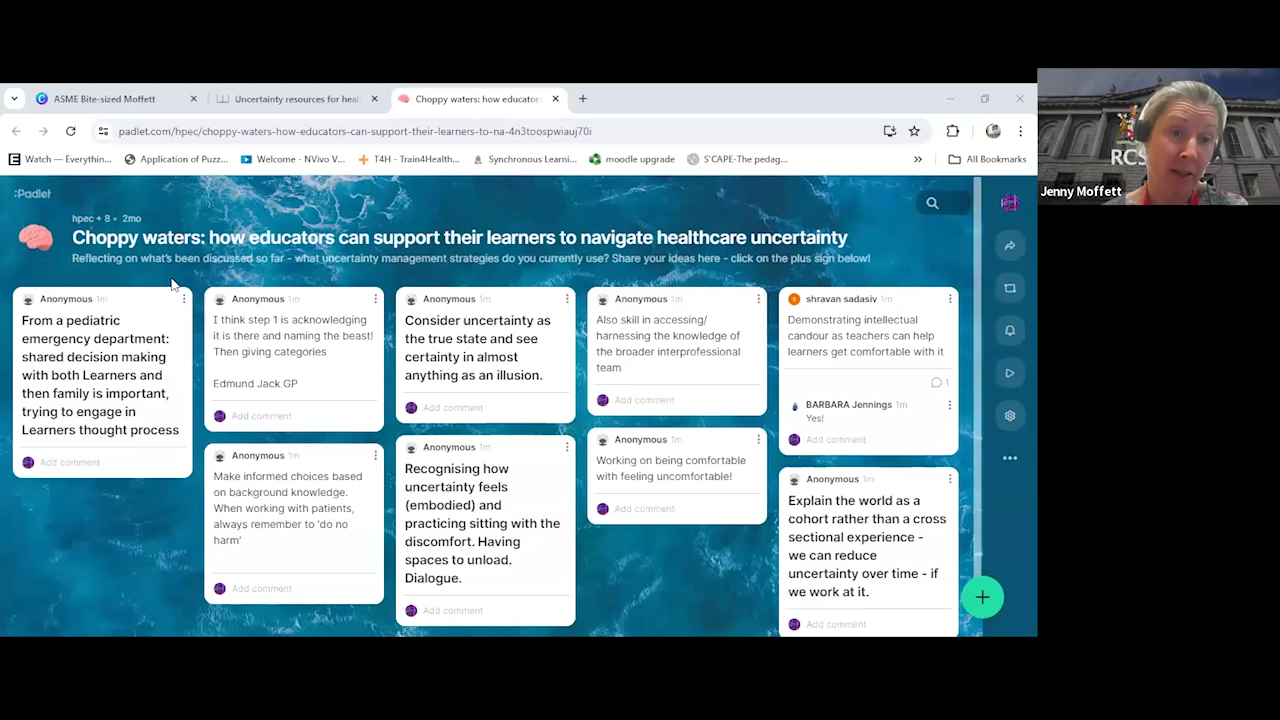 ASME Bite-sized Moffett
Uncertainty resources for heal
Choppy waters: how educators
padlet.com/hpec/choppy-waters-how-educators-can-support-their-learners-to-na-4n3toospwiauj70i
Watch — Everythin...
Application of Puzz...
Welcome - NVivo V...
T4H - Train4Health...
Synchronous Learni...
moodle upgrade
S'CAPE-The pedag...
»
All Bookmarks
RCS
Jenny Moffett
:Padlet
hpec + 8 • 2mo
Choppy waters: how educators can support their learners to navigate healthcare uncertainty
Reflecting on what's been discussed so far - what uncertainty management strategies do you currently use? Share your ideas here - click on the plus sign below!
Anonymous 1m
From a pediatric
emergency department:
shared decision making
with both Learners and
then family is important,
trying to engage in
Learners thought process
Add comment
Anonymous 1m
I think step 1 is acknowledging
it is there and naming the beast!
Then giving categories
Edmund Jack GP
Add comment
Anonymous 1m
Make informed choices based
on background knowledge.
When working with patients,
always remember to 'do no
harm'
Add comment
Anonymous 1m
Consider uncertainty as
the true state and see
certainty in almost
anything as an illusion.
Add comment
Anonymous 1m
Recognising how
uncertainty feels
(embodied) and
practicing sitting with the
discomfort. Having
spaces to unload.
Dialogue.
Add comment
Anonymous 1m
Also skill in accessing/
harnessing the knowledge of
the broader interprofessional
team
Add comment
Anonymous 1m
Working on being comfortable
with feeling uncomfortable!
Add comment
shravan sadasiv 1m
Demonstrating intellectual
candour as teachers can help
learners get comfortable with it
1
BARBARA Jennings 1m
Yes!
Add comment
Anonymous 1m
Explain the world as a
cohort rather than a cross
sectional experience -
we can reduce
uncertainty over time - if
we work at it.
Add comment